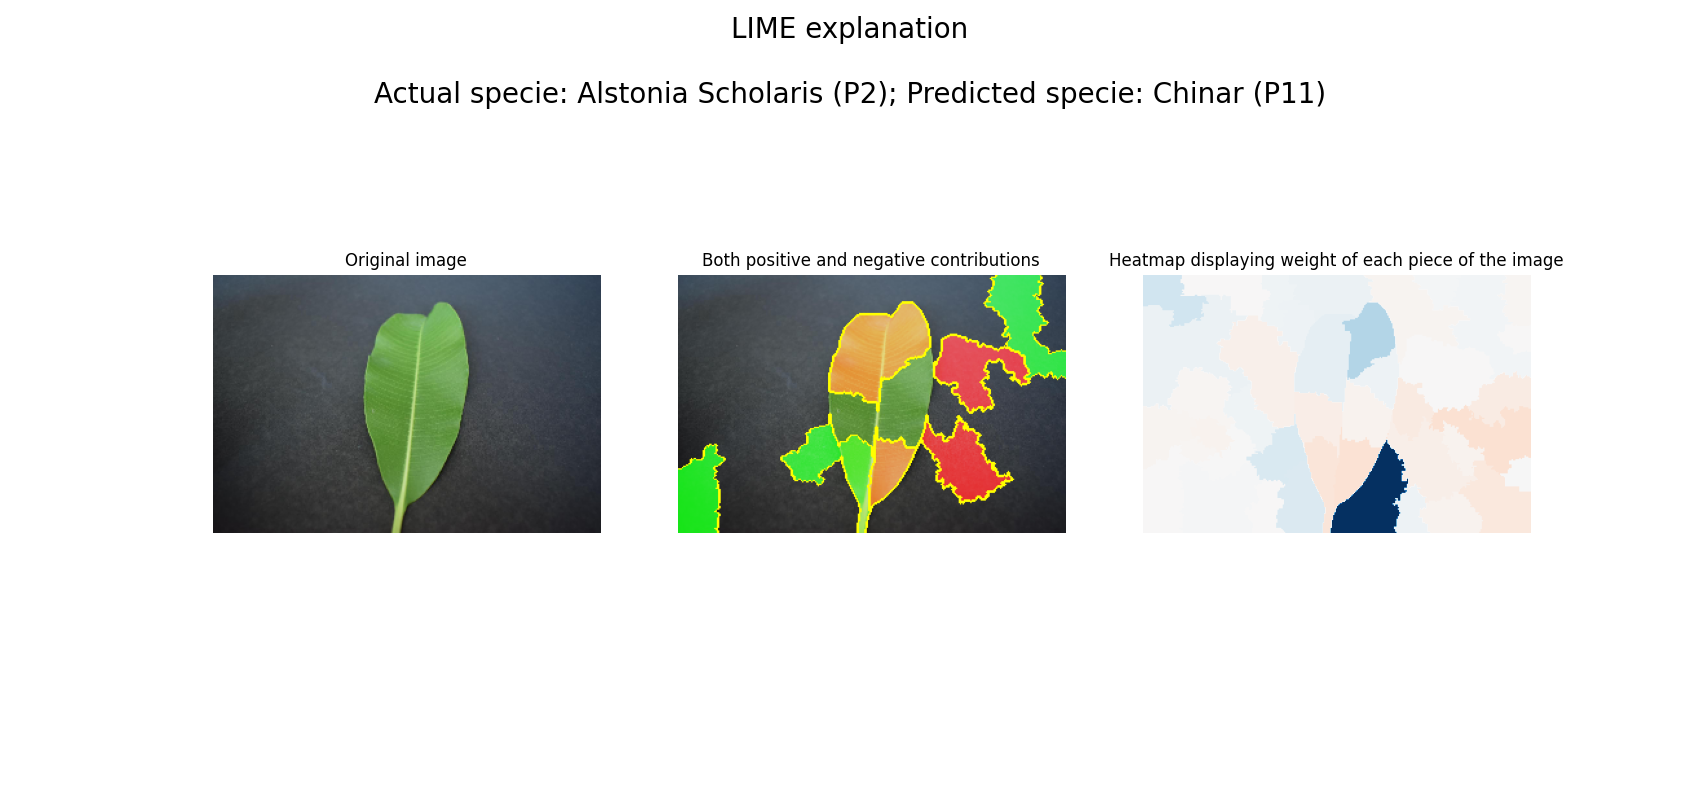 LIME explanation
Actual specie: Alstonia Scholaris (P2); Predicted specie: Chinar (P11)
Original image
Both positive and negative contributions
Heatmap displaying weight of each piece of the image